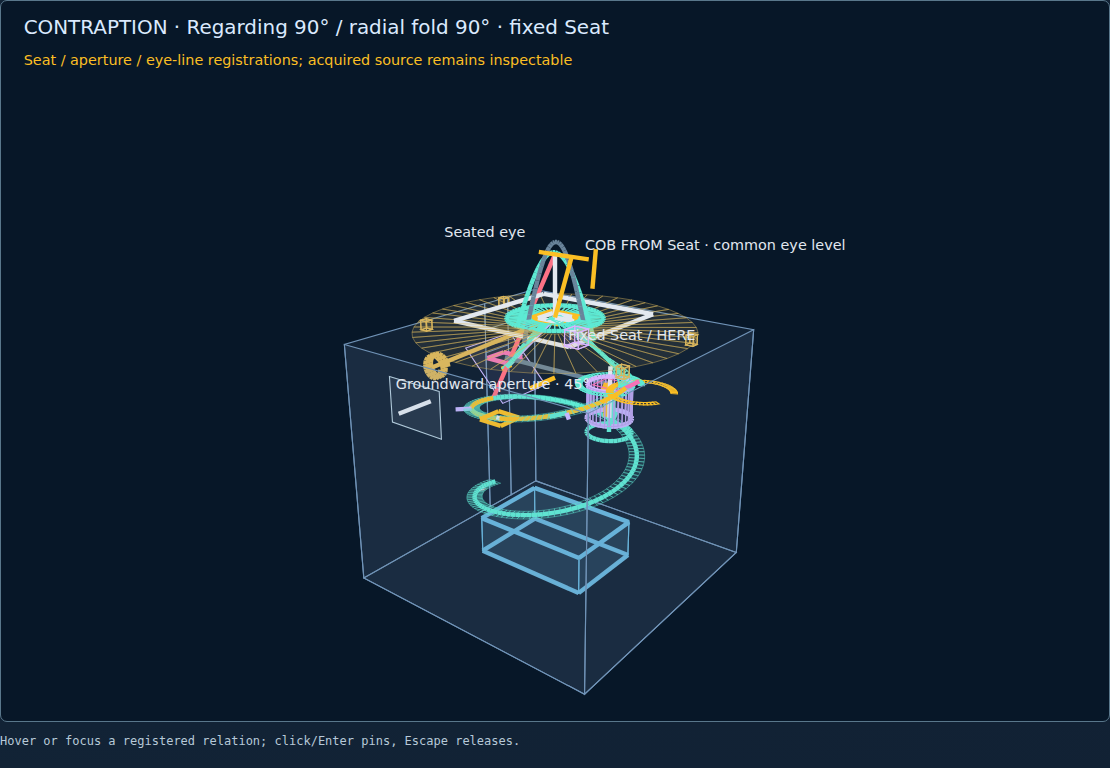 CONTRAPTION · Regarding 90° / radial fold 90° · fixed Seat
Seat / aperture / eye-line registrations; acquired source remains inspectable
Seated eye
COB FROM Seat · common eye level
Fixed Seat / HERE
Groundward aperture · 45°
Hover or focus a registered relation; click/Enter pins, Escape releases.